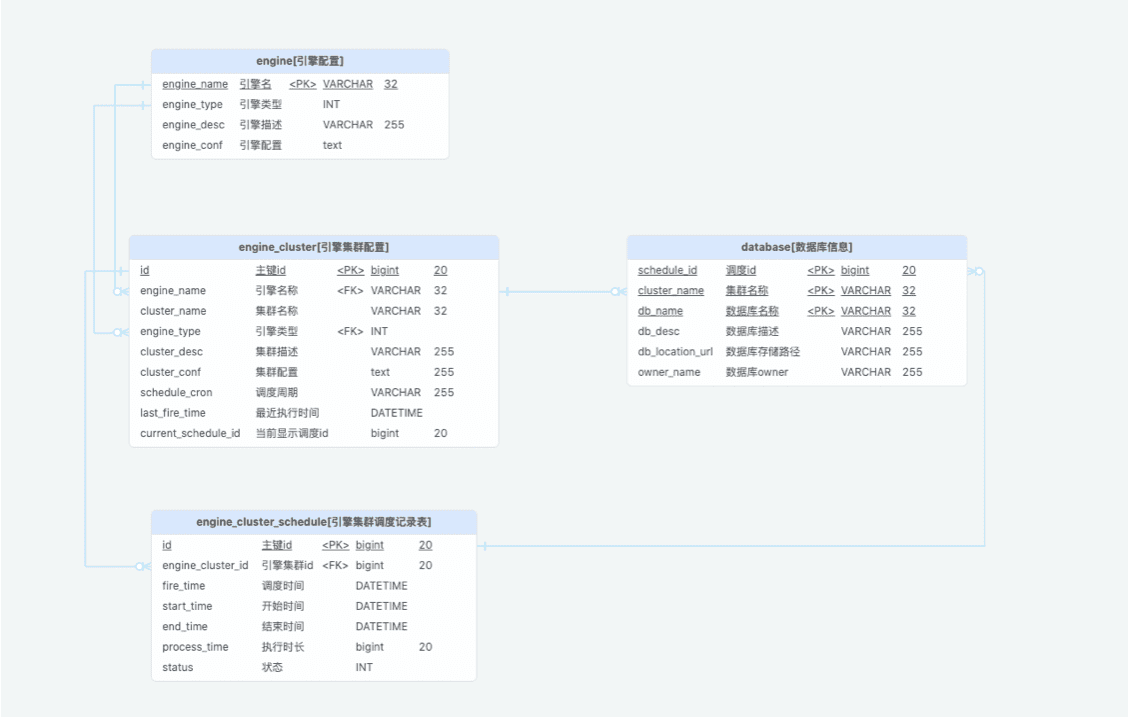 engine[引擎配置]
engine_name 引擎名 <PK> VARCHAR 32
engine_type 引擎类型 INT
engine_desc 引擎描述 VARCHAR 255
engine_conf 引擎配置 text
engine_cluster[引擎集群配置]
id 主键id <PK> bigint 20
engine_name 引擎名称 <FK> VARCHAR 32
cluster_name 集群名称 VARCHAR 32
engine_type 引擎类型 <FK> INT
cluster_desc 集群描述 VARCHAR 255
cluster_conf 集群配置 text 255
schedule_cron 调度周期 VARCHAR 255
last_fire_time 最近执行时间 DATETIME
current_schedule_id 当前显示调度id bigint 20
database[数据库信息]
schedule_id 调度id <PK> bigint 20
cluster_name 集群名称 <PK> VARCHAR 32
db_name 数据库名称 <PK> VARCHAR 32
db_desc 数据库描述 VARCHAR 255
db_location_url 数据库存储路径 VARCHAR 255
owner_name 数据库owner VARCHAR 255
engine_cluster_schedule[引擎集群调度记录表]
id 主键id <PK> bigint 20
engine_cluster_id 引擎集群id <FK> bigint 20
fire_time 调度时间 DATETIME
start_time 开始时间 DATETIME
end_time 结束时间 DATETIME
process_time 执行时长 bigint 20
status 状态 INT